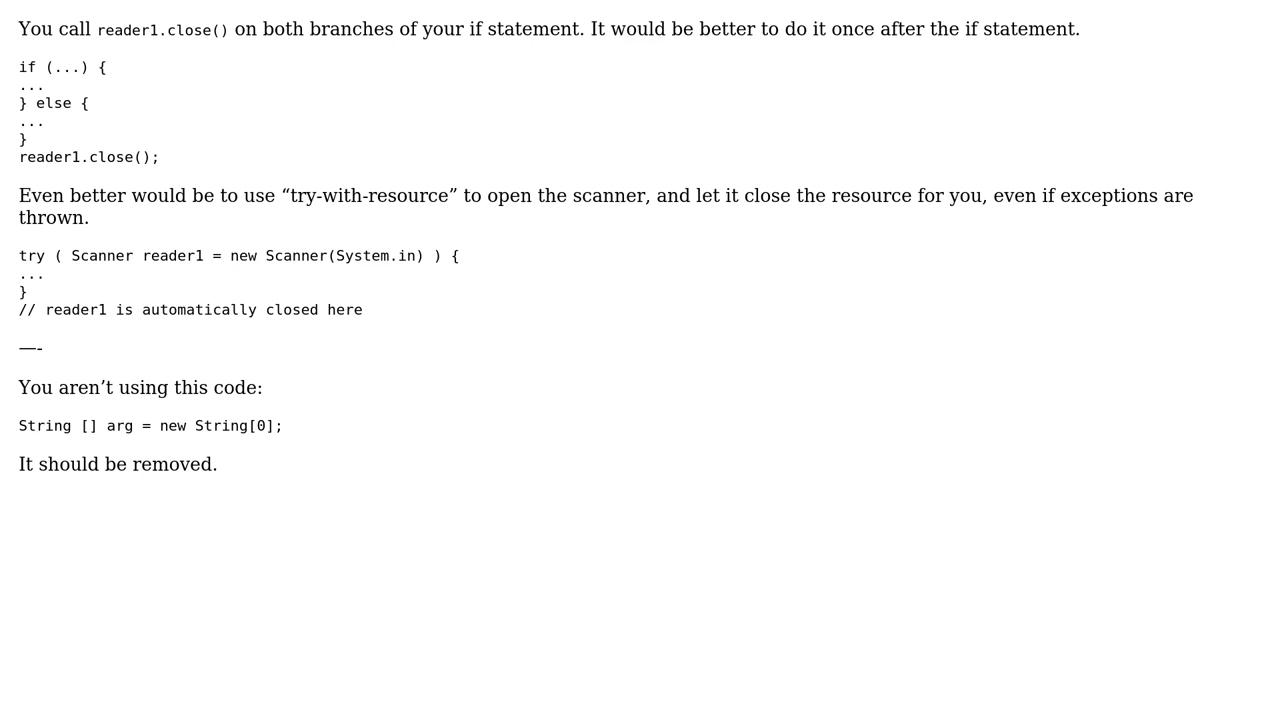 You call reader1.close() on both branches of your if statement. It would be better to do it once after the if statement.
if (...) {
...
} else {
...
}
reader1.close();
Even better would be to use “try-with-resource” to open the scanner, and let it close the resource for you, even if exceptions are
thrown.
try ( Scanner reader1 = new Scanner(System.in) ) {
...
}
// reader1 is automatically closed here
—-
You aren’t using this code:
String [] arg = new String[0];
It should be removed.